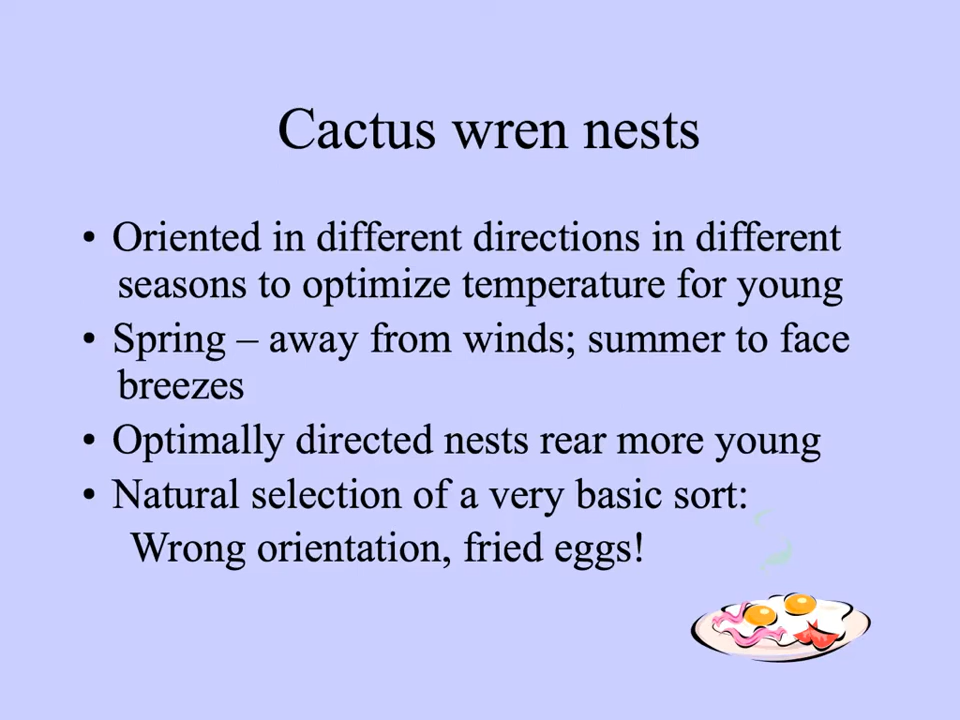 Cactus wren nests
• Oriented in different directions in different
seasons to optimize temperature for young
• Spring – away from winds; summer to face
breezes
• Optimally directed nests rear more young
• Natural selection of a very basic sort:
Wrong orientation, fried eggs!